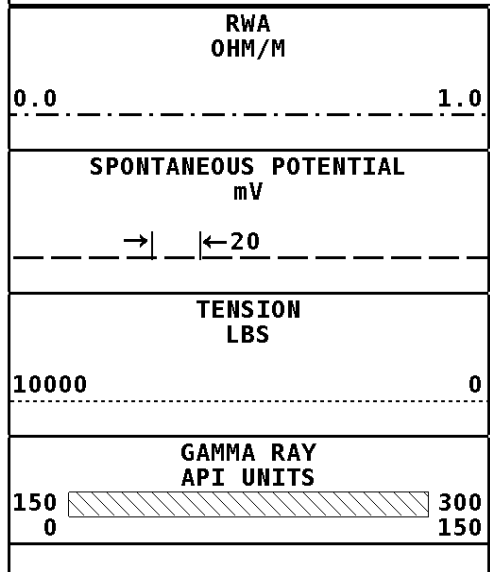 RWA
OHM/M
0.0 1.0
SPONTANEOUS POTENTIAL
mV
→| |←20
TENSION
LBS
10000 0
GAMMA RAY
API UNITS
150 300
0 150